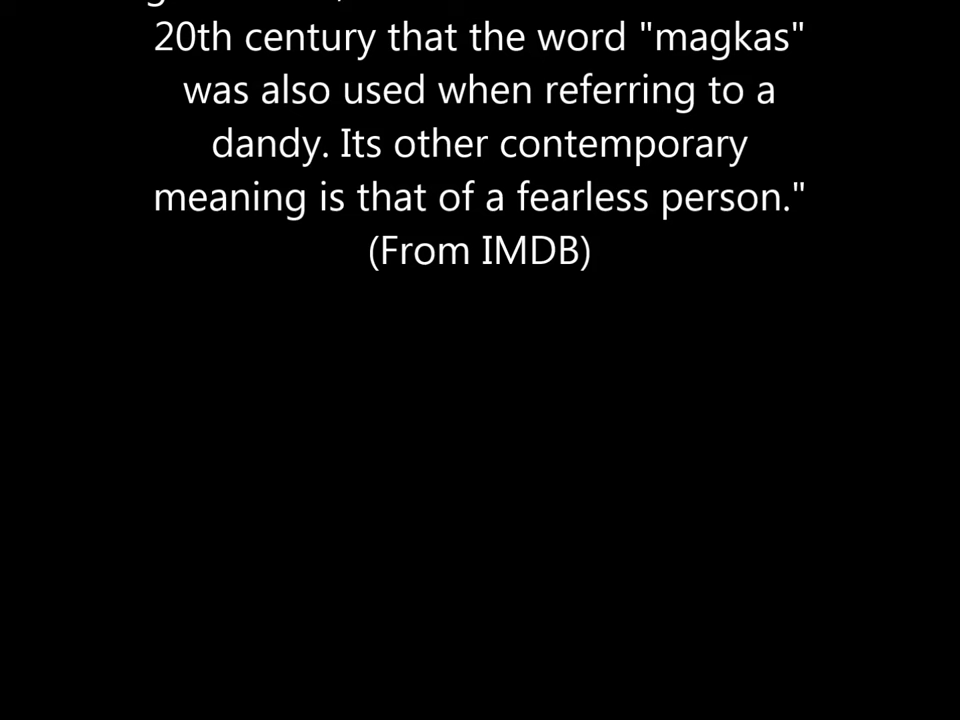 20th century that the word "magkas"
was also used when referring to a
dandy. Its other contemporary
meaning is that of a fearless person."
(From IMDB)